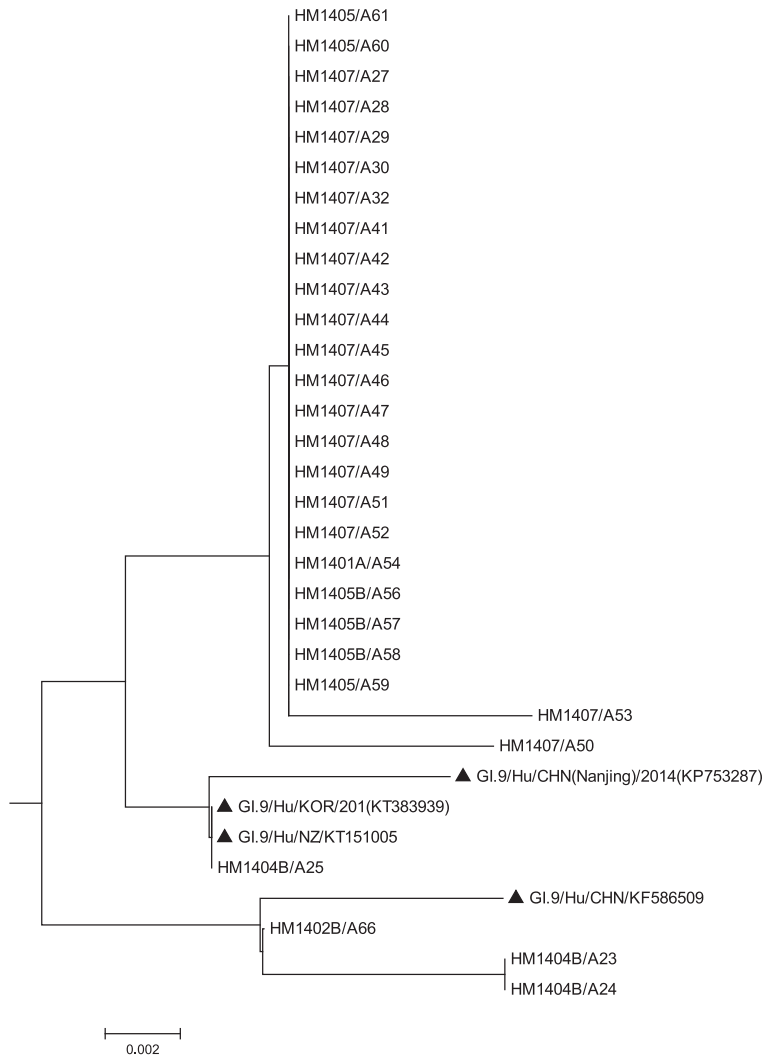 HM1405/A61
HM1405/A60
HM1407/A27
HM1407/A28
HM1407/A29
HM1407/A30
HM1407/A32
HM1407/A41
HM1407/A42
HM1407/A43
HM1407/A44
HM1407/A45
HM1407/A46
HM1407/A47
HM1407/A48
HM1407/A49
HM1407/A51
HM1407/A52
HM1401A/A54
HM1405B/A56
HM1405B/A57
HM1405B/A58
HM1405/A59
HM1407/A53
HM1407/A50
GI.9/Hu/CHN(Nanjing)/2014(KP753287)
GI.9/Hu/KOR/201(KT383939)
GI.9/Hu/NZ/KT151005
HM1404B/A25
GI.9/Hu/CHN/KF586509
HM1402B/A66
HM1404B/A23
HM1404B/A24
0.002